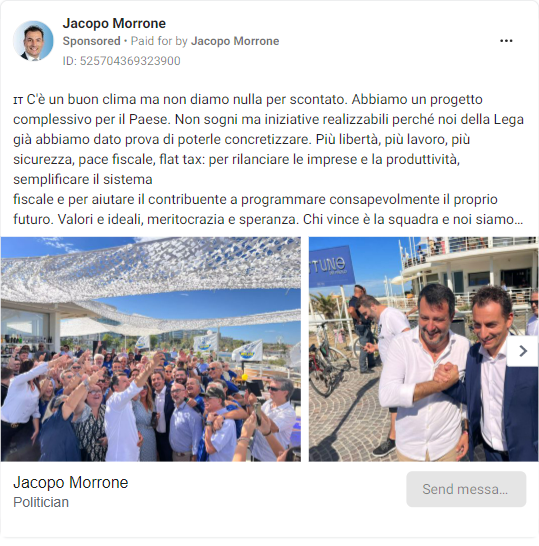 Jacopo Morrone
Sponsored • Paid for by Jacopo Morrone
ID: 525704369323900
IT C'è un buon clima ma non diamo nulla per scontato. Abbiamo un progetto
complessivo per il Paese. Non sogni ma iniziative realizzabili perché noi della Lega
già abbiamo dato prova di poterle concretizzare. Più libertà, più lavoro, più
sicurezza, pace fiscale, flat tax: per rilanciare le imprese e la produttività,
semplificare il sistema
fiscale e per aiutare il contribuente a programmare consapevolmente il proprio
futuro. Valori e ideali, meritocrazia e speranza. Chi vince è la squadra e noi siamo...
Jacopo Morrone
Politician
Send messa...